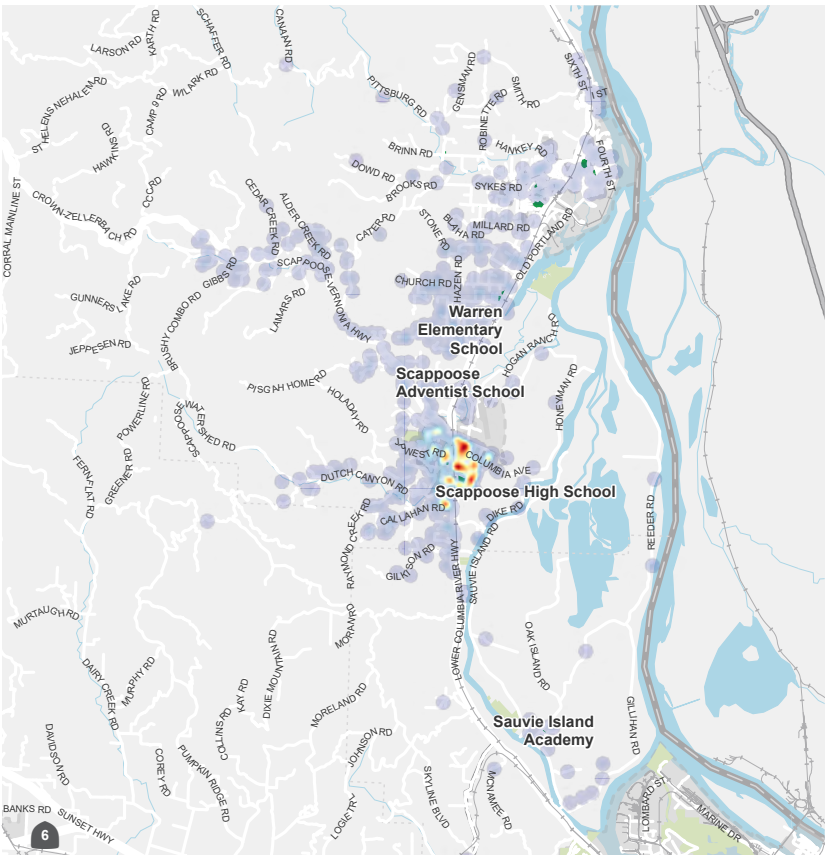 LARSON RD
KARTH RD
SCHAFFER RD
CANAAN RD
ST HELENS NEHALEM RD
CAMP 9 RD
WLARK RD
PITTSBURG RD
GENSMAN RD
ROBINETTE RD
SMITH RD
SIXTH ST
1 ST
HAWKINS RD
BRINN RD
HANKEY RD
FOURTH ST
DOWD RD
BROOKS RD
SYKES RD
CCC RD
CORRAL MAINLINE ST
CROWN-ZELLERBACH RD
CEDAR CREEK RD
ALDER CREEK RD
CATER RD
STONE RD
BLAHA RD
MILLARD RD
OLD PORTLAND RD
GIBBS RD
SCAPPOOSE-VERNONIA HWY
CHURCH RD
HAZEN RD
GUNNERS LAKE RD
LAMARS RD
BRUSHY COMBO RD
JEPPESEN RD
Warren
Elementary
School
HOGAN RANCH RD
PISGAH HOME RD
HOLADAY RD
Scappoose
Adventist School
HONEYMAN RD
POWERLINE RD
SCAPPOOSE
WATERSHED RD
JP WEST RD
COLUMBIA AVE
FERN FLAT RD
GREENER RD
DUTCH CANYON RD
Scappoose High School
CALLAHAN RD
DIKE RD
REEDER RD
RAYMOND CREEK RD
GILKISON RD
LOWER COLUMBIA RIVER HWY
SAUVIE ISLAND RD
MURTAUGH RD
MORAN RD
OAK ISLAND RD
DAIRY CREEK RD
MURPHY RD
KAY RD
DIXIE MOUNTAIN RD
MORELAND RD
COLLINS RD
GILLIHAN RD
Sauvie Island
Academy
DAVIDSON RD
COREY RD
PUMPKIN RIDGE RD
JOHNSON RD
LOGIE TR
SKYLINE BLVD
MCNAMEE RD
LOMBARD ST
MARINE DR
BANKS RD
SUNSET HWY
6